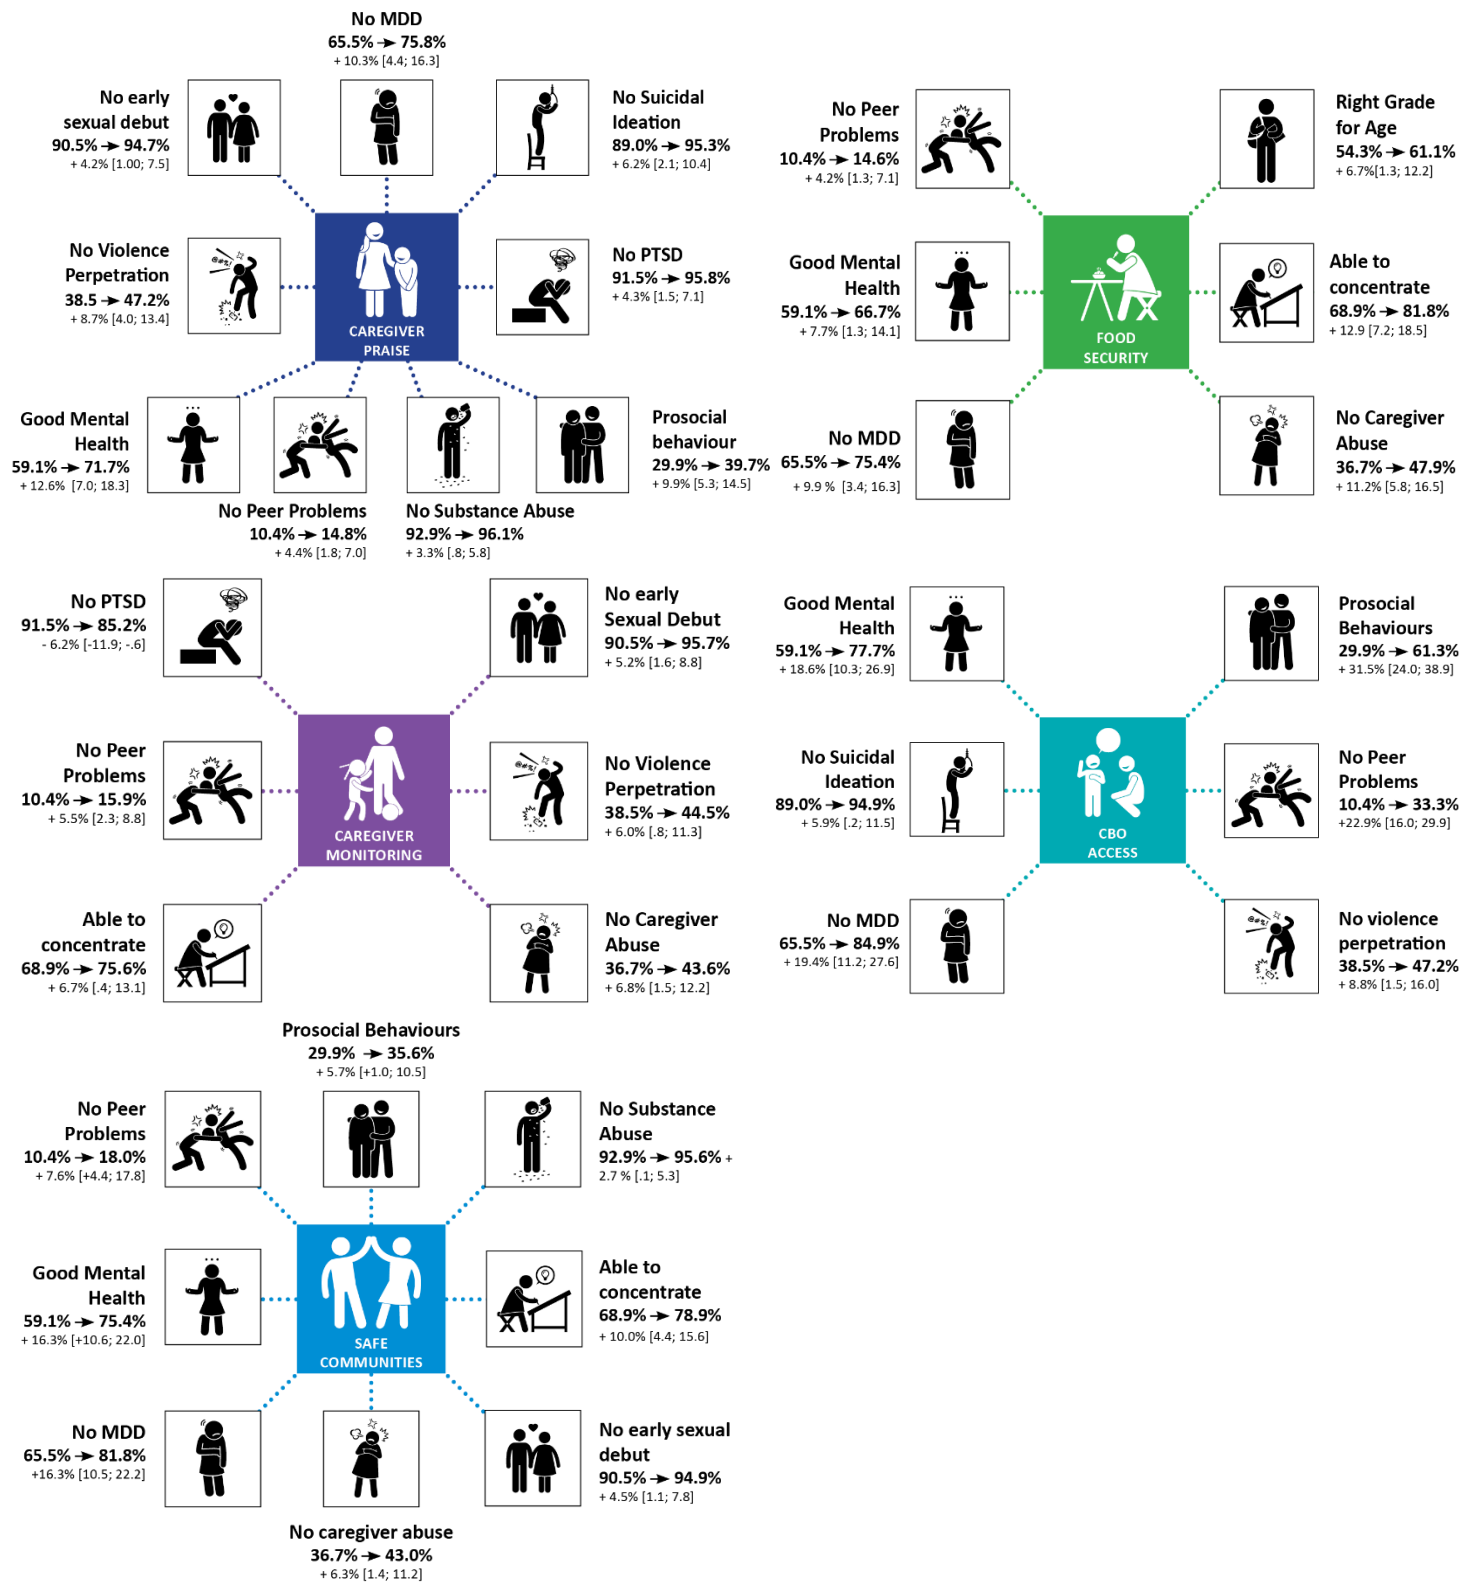 No MDD
65.5% → 75.8%
+ 10.3% [4.4; 16.3]
No early
sexual debut
90.5% → 94.7%
+ 4.2% [1.00; 7.5]
No Suicidal
Ideation
89.0% → 95.3%
+ 6.2% [2.1; 10.4]
No Violence
Perpetration
38.5 → 47.2%
+ 8.7% [4.0; 13.4]
@#%!
CAREGIVER
PRAISE
No PTSD
91.5% → 95.8%
+ 4.3% [1.5; 7.1]
Good Mental
Health
59.1% → 71.7%
+ 12.6% [7.0; 18.3]
Prosocial
behaviour
29.9% → 39.7%
+ 9.9% [5.3; 14.5]
No Peer Problems
10.4% → 14.8%
+ 4.4% [1.8; 7.0]
No Substance Abuse
92.9% → 96.1%
+ 3.3% [.8; 5.8]
No Peer
Problems
10.4% → 14.6%
+ 4.2% [1.3; 7.1]
Right Grade
for Age
54.3% → 61.1%
+ 6.7%[1.3; 12.2]
Good Mental
Health
59.1% → 66.7%
+ 7.7% [1.3; 14.1]
FOOD
SECURITY
Able to
concentrate
68.9% → 81.8%
+ 12.9 [7.2; 18.5]
No MDD
65.5% → 75.4%
+ 9.9 % [3.4; 16.3]
No Caregiver
Abuse
36.7% → 47.9%
+ 11.2% [5.8; 16.5]
No PTSD
91.5% → 85.2%
- 6.2% [-11.9; -.6]
No early
Sexual Debut
90.5% → 95.7%
+ 5.2% [1.6; 8.8]
No Peer
Problems
10.4% → 15.9%
+ 5.5% [2.3; 8.8]
CAREGIVER
MONITORING
@#%!
No Violence
Perpetration
38.5% → 44.5%
+ 6.0% [.8; 11.3]
Able to
concentrate
68.9% → 75.6%
+ 6.7% [.4; 13.1]
No Caregiver
Abuse
36.7% → 43.6%
+ 6.8% [1.5; 12.2]
Good Mental
Health
59.1% → 77.7%
+ 18.6% [10.3; 26.9]
Prosocial
Behaviours
29.9% → 61.3%
+ 31.5% [24.0; 38.9]
No Suicidal
Ideation
89.0% → 94.9%
+ 5.9% [.2; 11.5]
CBO
ACCESS
No Peer
Problems
10.4% → 33.3%
+22.9% [16.0; 29.9]
No MDD
65.5% → 84.9%
+ 19.4% [11.2; 27.6]
@#%!
No violence
perpetration
38.5% → 47.2%
+ 8.8% [1.5; 16.0]
Prosocial Behaviours
29.9% → 35.6%
+ 5.7% [+1.0; 10.5]
No Peer
Problems
10.4% → 18.0%
+ 7.6% [+4.4; 17.8]
No Substance
Abuse
92.9% → 95.6% +
2.7 % [.1; 5.3]
Good Mental
Health
59.1% → 75.4%
+ 16.3% [+10.6; 22.0]
SAFE
COMMUNITIES
Able to
concentrate
68.9% → 78.9%
+ 10.0% [4.4; 15.6]
No MDD
65.5% → 81.8%
+16.3% [10.5; 22.2]
No early sexual
debut
90.5% → 94.9%
+ 4.5% [1.1; 7.8]
No caregiver abuse
36.7% → 43.0%
+ 6.3% [1.4; 11.2]